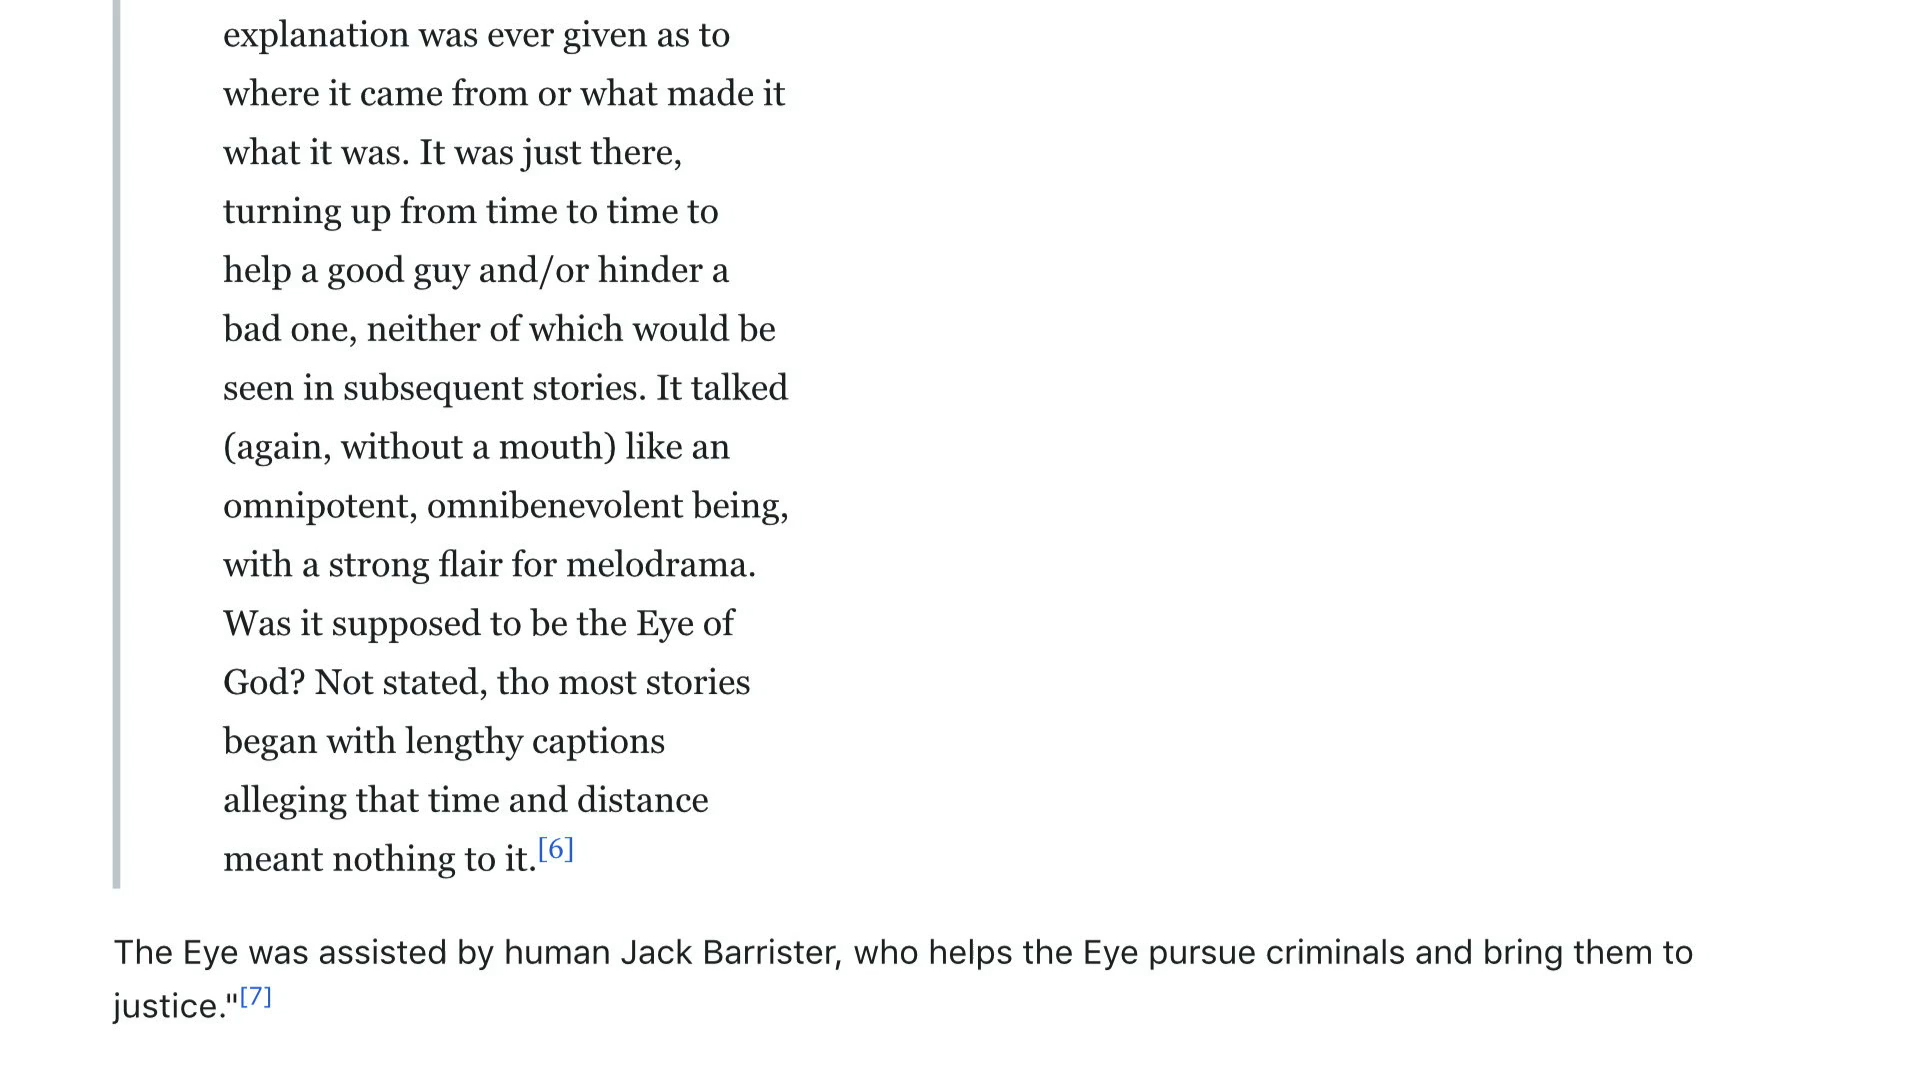 explanation was ever given as to
where it came from or what made it
what it was. It was just there,
turning up from time to time to
help a good guy and/or hinder a
bad one, neither of which would be
seen in subsequent stories. It talked
(again, without a mouth) like an
omnipotent, omnibenevolent being,
with a strong flair for melodrama.
Was it supposed to be the Eye of
God? Not stated, tho most stories
began with lengthy captions
alleging that time and distance
meant nothing to it.[6]
The Eye was assisted by human Jack Barrister, who helps the Eye pursue criminals and bring them to
justice."[7]